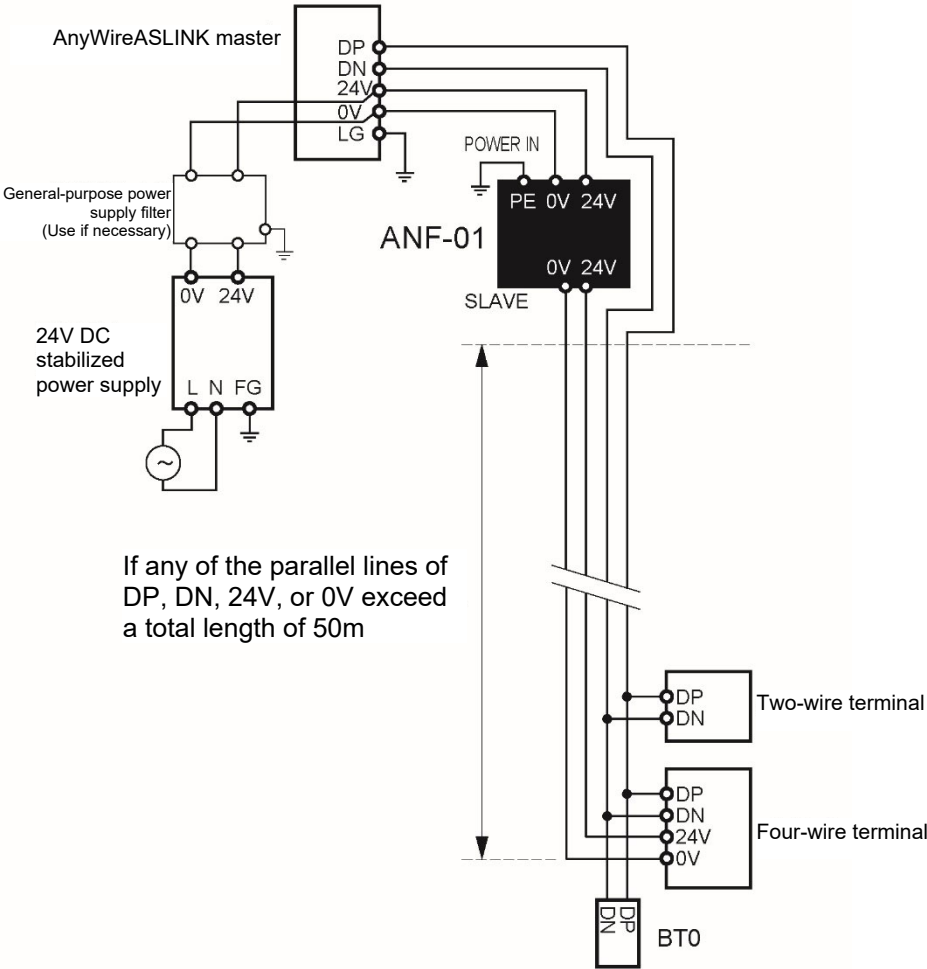 AnyWireASLINK master
DP
DN
24V
0V
LG
POWER IN
PE 0V 24V
General-purpose power
supply filter
(Use if necessary)
ANF-01
0V 24V
SLAVE
0V 24V
24V DC
stabilized
power supply
L N FG
~
If any of the parallel lines of
DP, DN, 24V, or 0V exceed
a total length of 50m
DP
DN
Two-wire terminal
DP
DN
24V
0V
Four-wire terminal
DN
DP
BT0